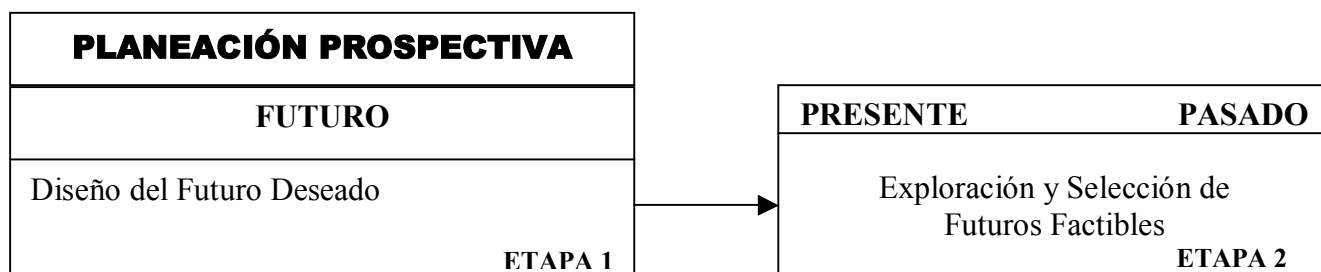 PLANEACIÓN PROSPECTIVA
FUTURO
Diseño del Futuro Deseado
ETAPA 1
PRESENTE PASADO
Exploración y Selección de
Futuros Factibles
ETAPA 2